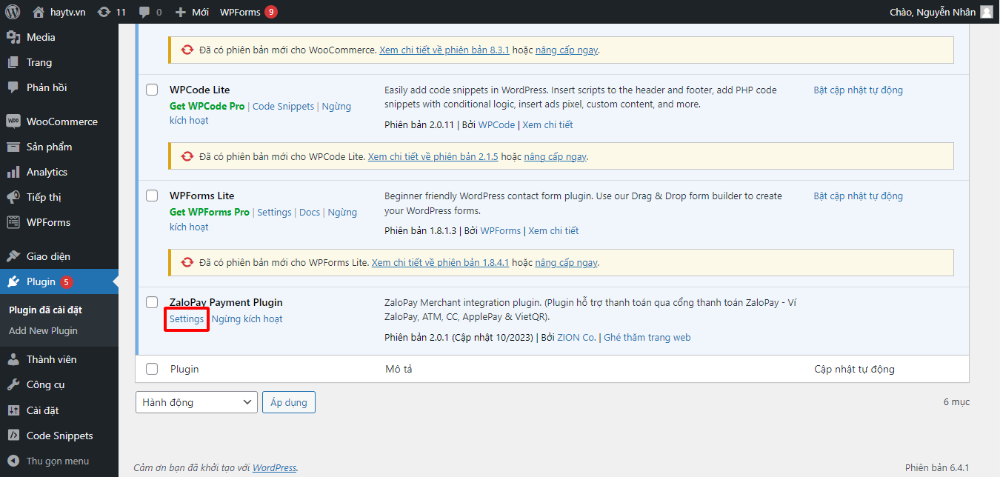 haytv.vn 11 0 Mới WPForms 9 Chào, Nguyễn Nhân
Media
Trang
Phản hồi
WooCommerce
Sản phẩm
Analytics
Tiếp thị
WPForms
Giao diện
Plugin 5
Plugin đã cài đặt
Add New Plugin
Thành viên
Công cụ
Cài đặt
Code Snippets
Thu gọn menu
Đã có phiên bản mới cho WooCommerce. Xem chi tiết về phiên bản 8.3.1 hoặc nâng cấp ngay.
WPCode Lite
Get WPCode Pro | Code Snippets | Ngừng
kích hoạt
Easily add code snippets in WordPress. Insert scripts to the header and footer, add PHP code
snippets with conditional logic, insert ads pixel, custom content, and more.
Phiên bản 2.0.11 | Bởi WPCode | Xem chi tiết
Bật cập nhật tự động
Đã có phiên bản mới cho WPCode Lite. Xem chi tiết về phiên bản 2.1.5 hoặc nâng cấp ngay.
WPForms Lite
Get WPForms Pro | Settings | Docs | Ngừng
kích hoạt
Beginner friendly WordPress contact form plugin. Use our Drag & Drop form builder to create
your WordPress forms.
Phiên bản 1.8.1.3 | Bởi WPForms | Xem chi tiết
Bật cập nhật tự động
Đã có phiên bản mới cho WPForms Lite. Xem chi tiết về phiên bản 1.8.4.1 hoặc nâng cấp ngay.
ZaloPay Payment Plugin
Settings Ngừng kích hoạt
ZaloPay Merchant integration plugin. (Plugin hỗ trợ thanh toán qua cổng thanh toán ZaloPay - Ví
ZaloPay, ATM, CC, ApplePay & VietQR).
Phiên bản 2.0.1 (Cập nhật 10/2023) | Bởi ZION Co. | Ghé thăm trang web
Plugin Mô tả Cập nhật tự động
Hành động Áp dụng 6 mục
Cảm ơn bạn đã khởi tạo với WordPress. Phiên bản 6.4.1